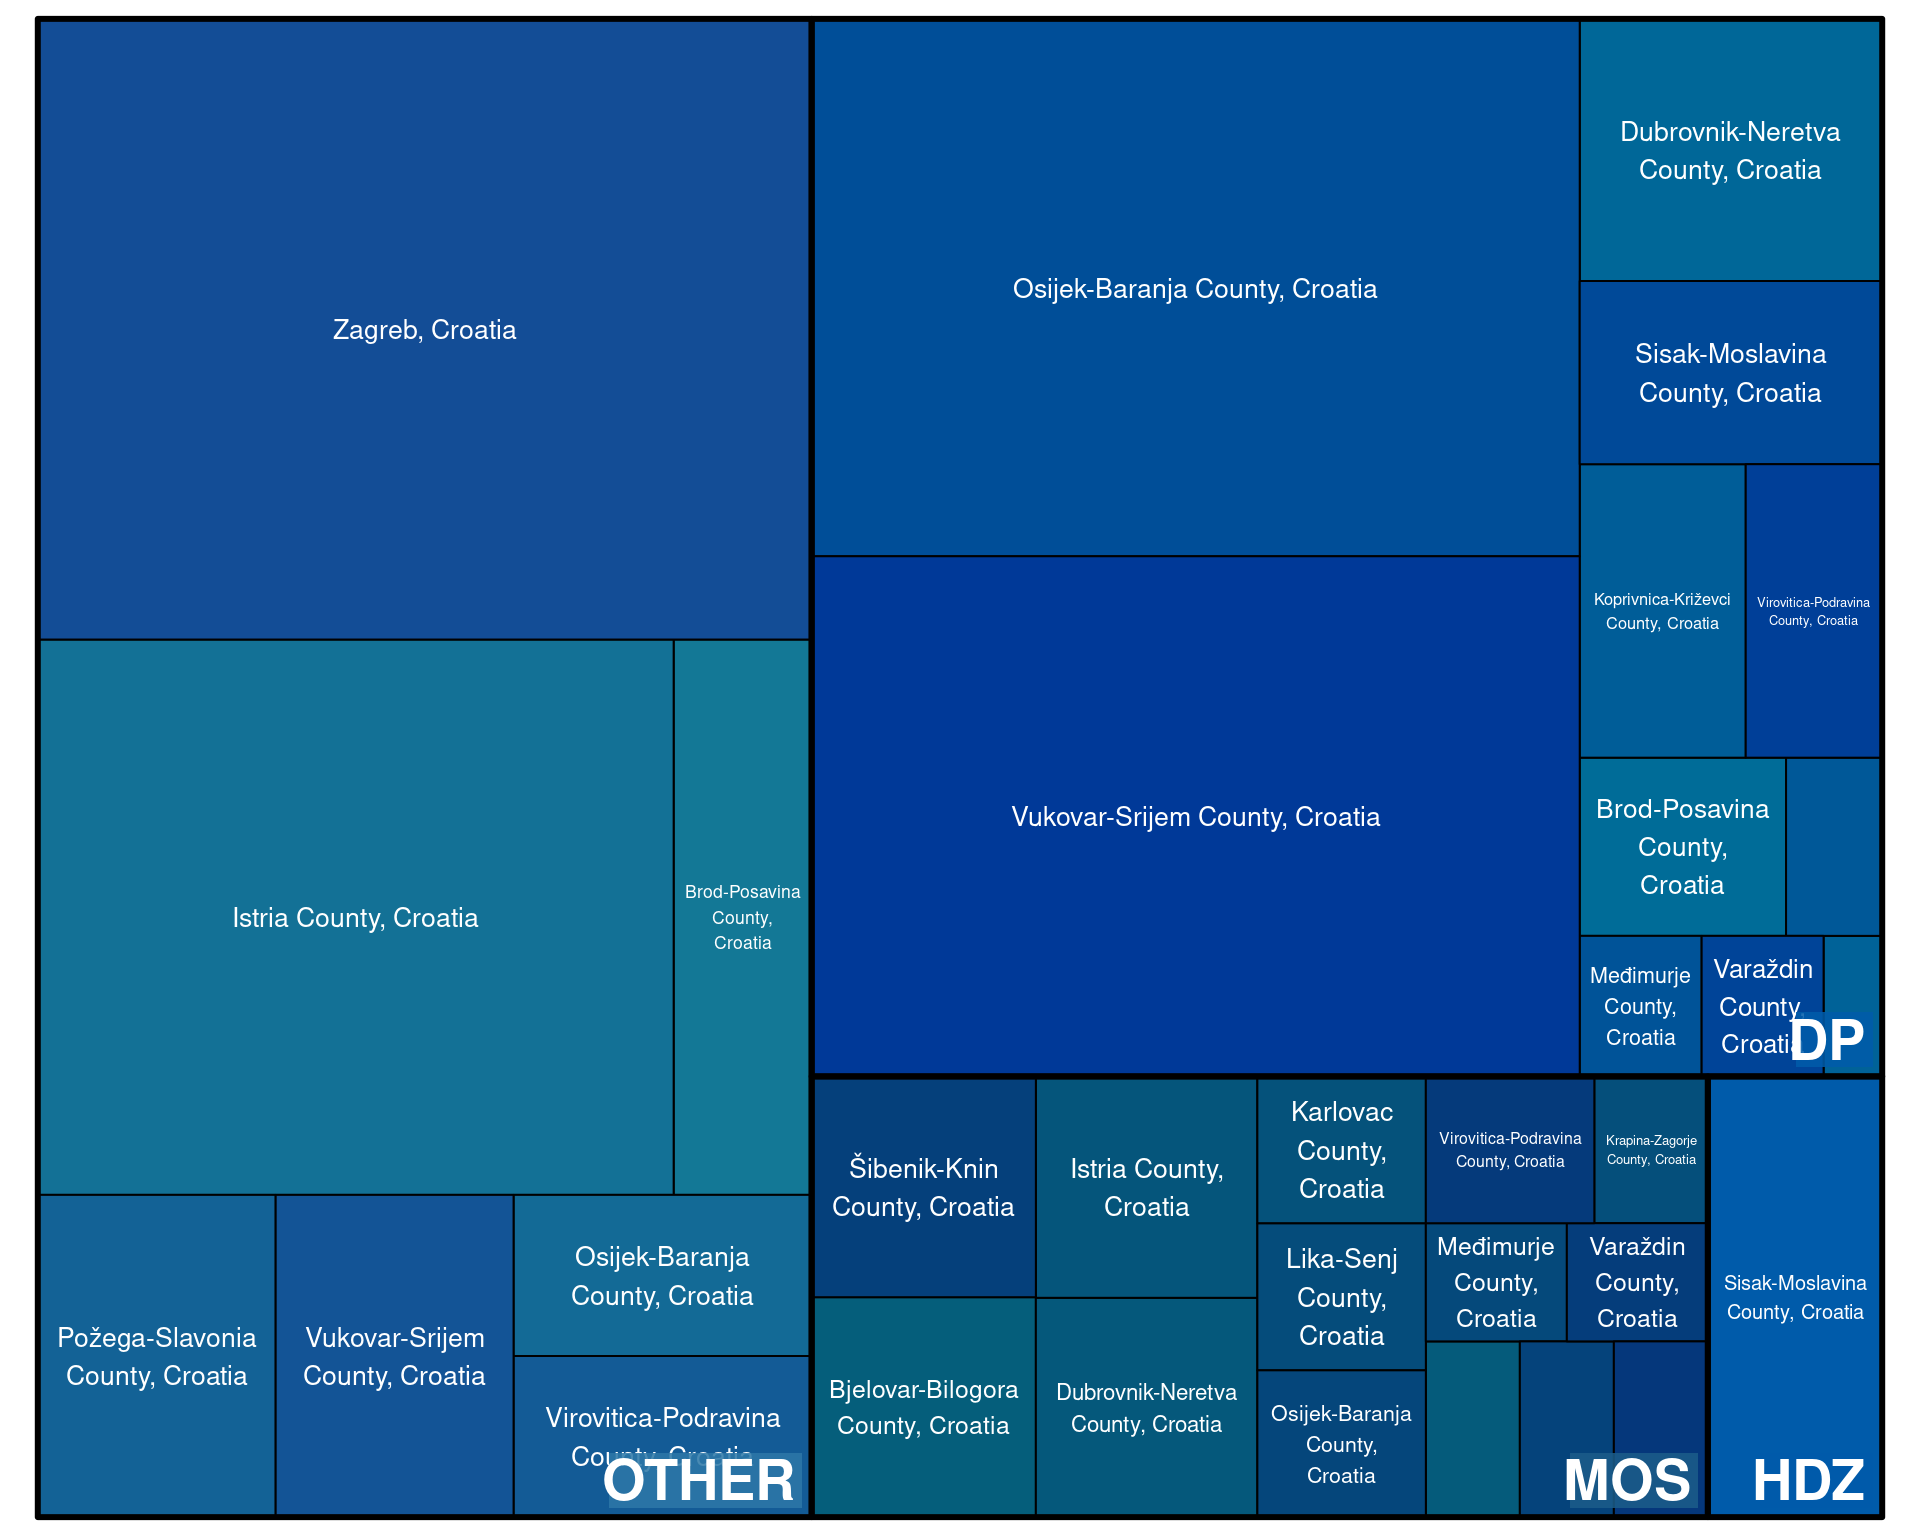 Zagreb, Croatia
Istria County, Croatia
Brod-Posavina
County,
Croatia
Požega-Slavonia
County, Croatia
Vukovar-Srijem
County, Croatia
Osijek-Baranja
County, Croatia
Virovitica-Podravina
County, Croatia
OTHER
Osijek-Baranja County, Croatia
Vukovar-Srijem County, Croatia
Dubrovnik-Neretva
County, Croatia
Sisak-Moslavina
County, Croatia
Koprivnica-Križevci
County, Croatia
Virovitica-Podravina
County, Croatia
Brod-Posavina
County,
Croatia
Međimurje
County,
Croatia
Varaždin
County,
Croatia
DP
Šibenik-Knin
County, Croatia
Istria County,
Croatia
Bjelovar-Bilogora
County, Croatia
Dubrovnik-Neretva
County, Croatia
Karlovac
County,
Croatia
Lika-Senj
County,
Croatia
Osijek-Baranja
County,
Croatia
Virovitica-Podravina
County, Croatia
Krapina-Zagorje
County, Croatia
Međimurje
County,
Croatia
Varaždin
County,
Croatia
MOS
Sisak-Moslavina
County, Croatia
HDZ